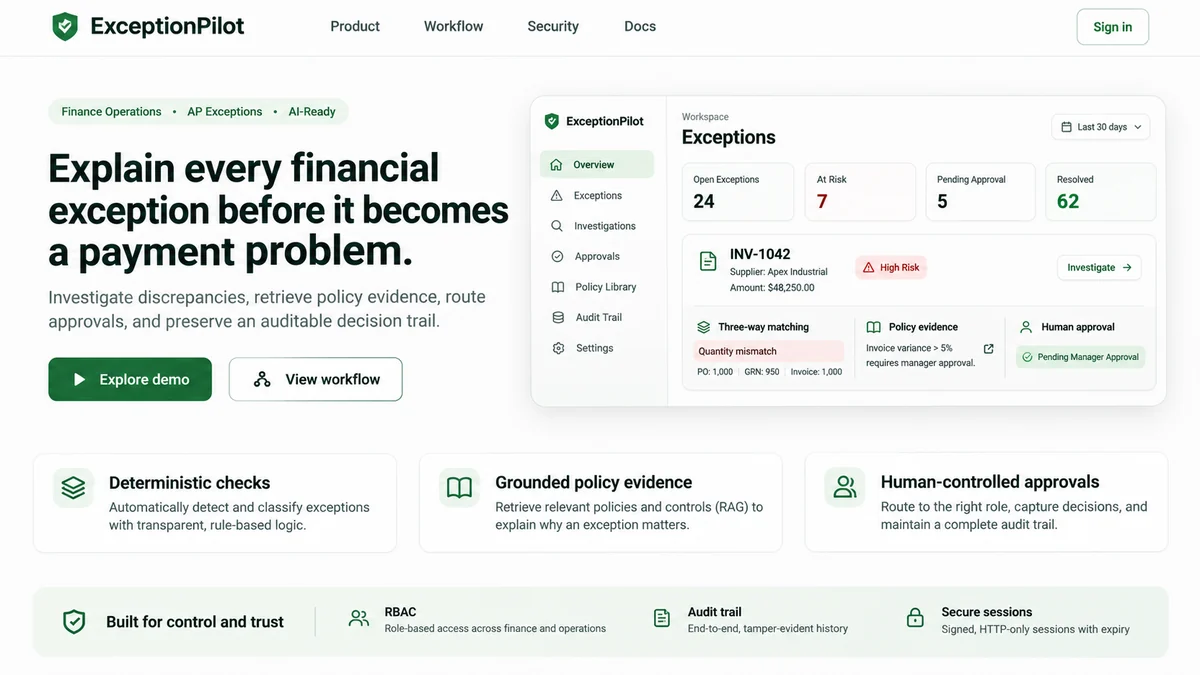 ExceptionPilot
Product
Workflow
Security
Docs
Sign in
Finance Operations • AP Exceptions • AI-Ready
Explain every financial
exception before it becomes
a payment problem.
Investigate discrepancies, retrieve policy evidence, route
approvals, and preserve an auditable decision trail.
Explore demo
View workflow
ExceptionPilot
Overview
Exceptions
Investigations
Approvals
Policy Library
Audit Trail
Settings
Workspace
Exceptions
Last 30 days
Open Exceptions
24
At Risk
7
Pending Approval
5
Resolved
62
INV-1042
Supplier: Apex Industrial
Amount: $48,250.00
High Risk
Investigate →
Three-way matching
Quantity mismatch
PO: 1,000 | GRN: 950 | Invoice: 1,000
Policy evidence
Invoice variance > 5%
requires manager approval.
Human approval
Pending Manager Approval
Deterministic checks
Automatically detect and classify exceptions
with transparent, rule-based logic.
Grounded policy evidence
Retrieve relevant policies and controls (RAG) to
explain why an exception matters.
Human-controlled approvals
Route to the right role, capture decisions, and
maintain a complete audit trail.
Built for control and trust
RBAC
Role-based access across finance and operations
Audit trail
End-to-end, tamper-evident history
Secure sessions
Signed, HTTP-only sessions with expiry